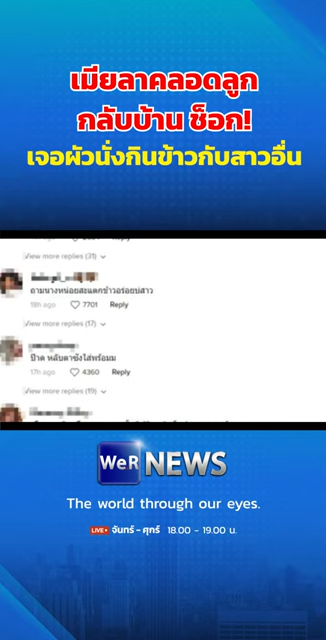 เมียลาคลอดลูก
กลับบ้าน ช็อก!
เจอผัวนั่งกินข้าวกับสาวอื่น
View more replies (31)
ถามนางหน่อยสะแดกข้าวอร่อยบ่สาว
18h ago 7701 Reply
View more replies (17)
ป๊าด หลับตาซังใส่พร้อมม
17h ago 4360 Reply
View more replies (19)
WeR NEWS
The world through our eyes.
LIVE จันทร์ - ศุกร์ 18.00 - 19.00 น.